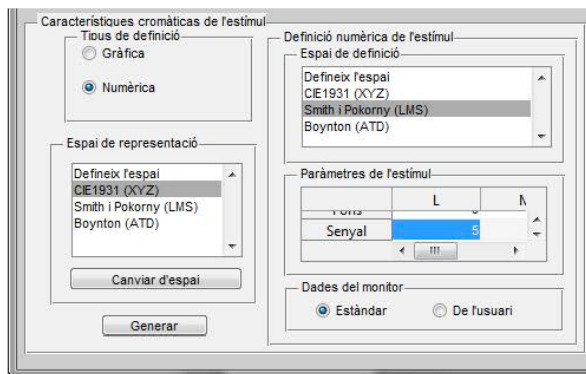 Característiques cromàtiques de l'estímul
Tipus de definició
Gràfica
Numèrica
Espai de representació
Defineix l'espai
CIE1931 (XYZ)
Smith i Pokorny (LMS)
Boynton (ATD)
Canviar d'espai
Generar
Definició numèrica de l'estímul
Espai de definició
Defineix l'espai
CIE1931 (XYZ)
Smith i Pokorny (LMS)
Boynton (ATD)
Paràmetres de l'estímul
L
Senyal 5
Dades del monitor
Estàndar De l'usuari